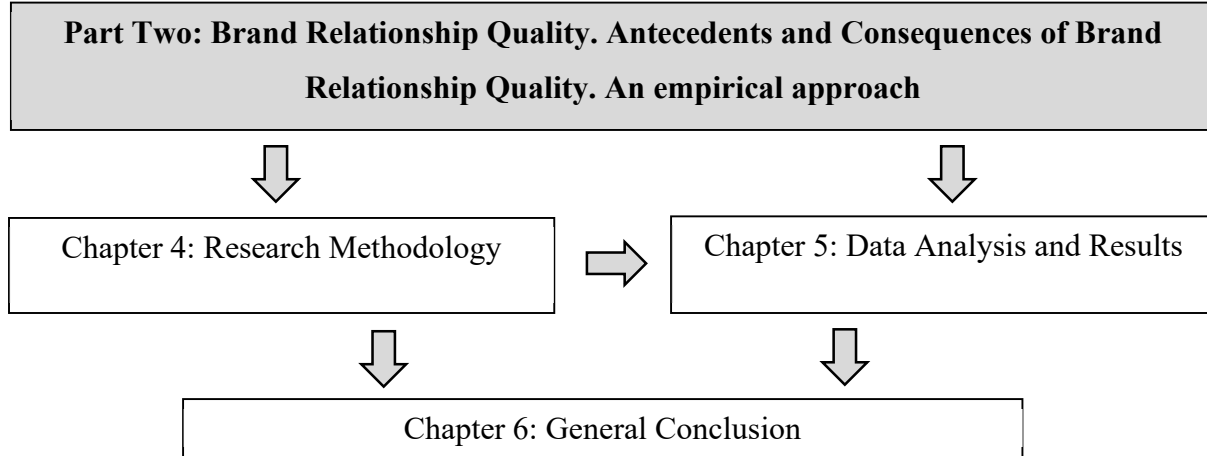 Part Two: Brand Relationship Quality. Antecedents and Consequences of Brand
Relationship Quality. An empirical approach
Chapter 4: Research Methodology
Chapter 5: Data Analysis and Results
Chapter 6: General Conclusion